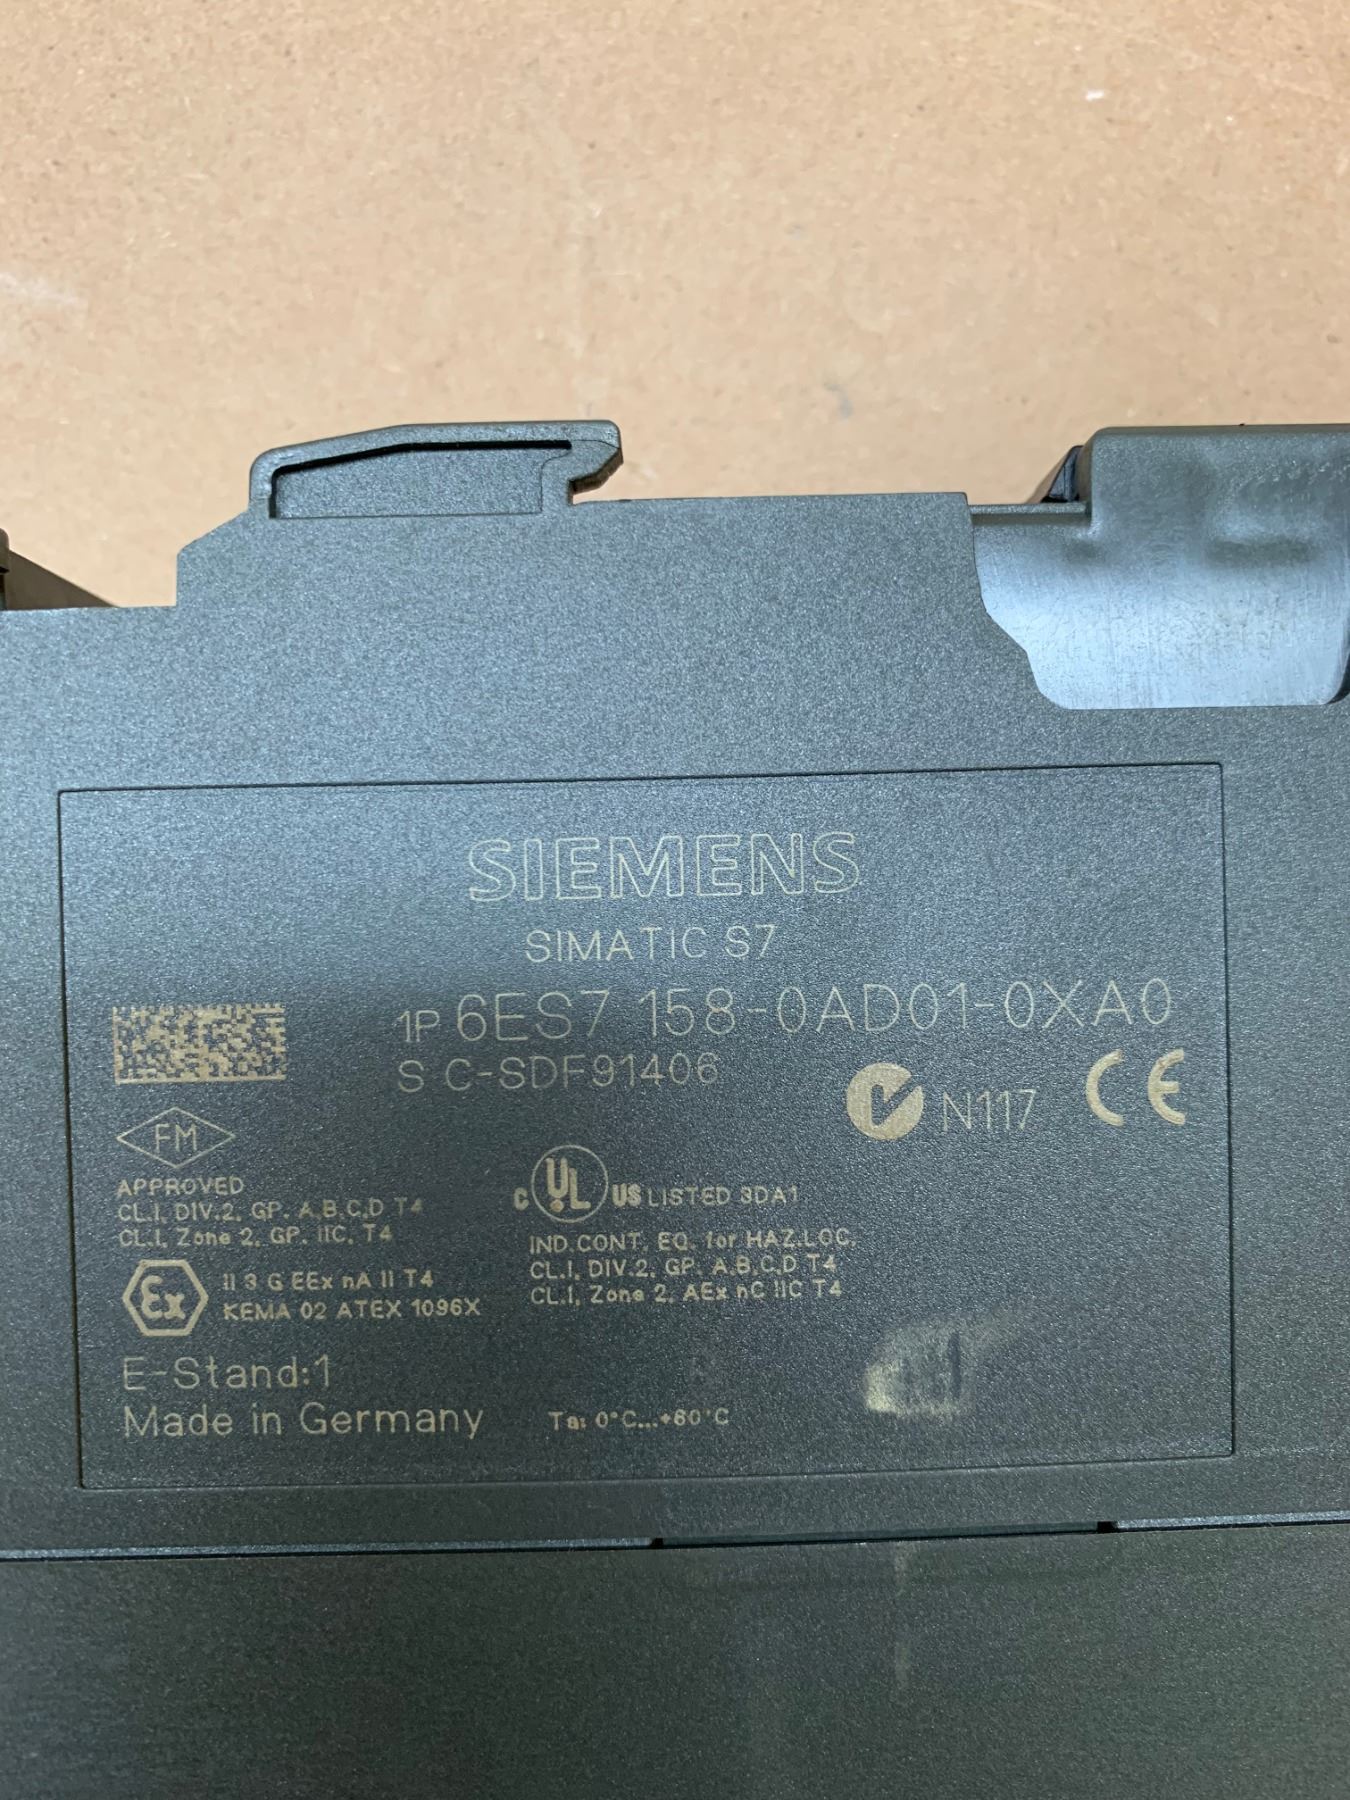 SIEMENS
SIMATIC S7
1P 6ES7 158-0AD01-0XA0
S C-SDF91406
N117 CE
FM
APPROVED
CL.I, DIV.2, GP. A,B,C,D T4
CL.I, Zone 2, GP. IIC, T4
c UL US LISTED 3DA1
IND.CONT. EQ. for HAZ.LOC.
CL.I, DIV.2, GP. A,B,C,D T4
CL.I, Zone 2, AEx nC IIC T4
Ex II 3 G EEx nA II T4
KEMA 02 ATEX 1096X
E-Stand:1
Made in Germany
Ta: 0°C...+60°C